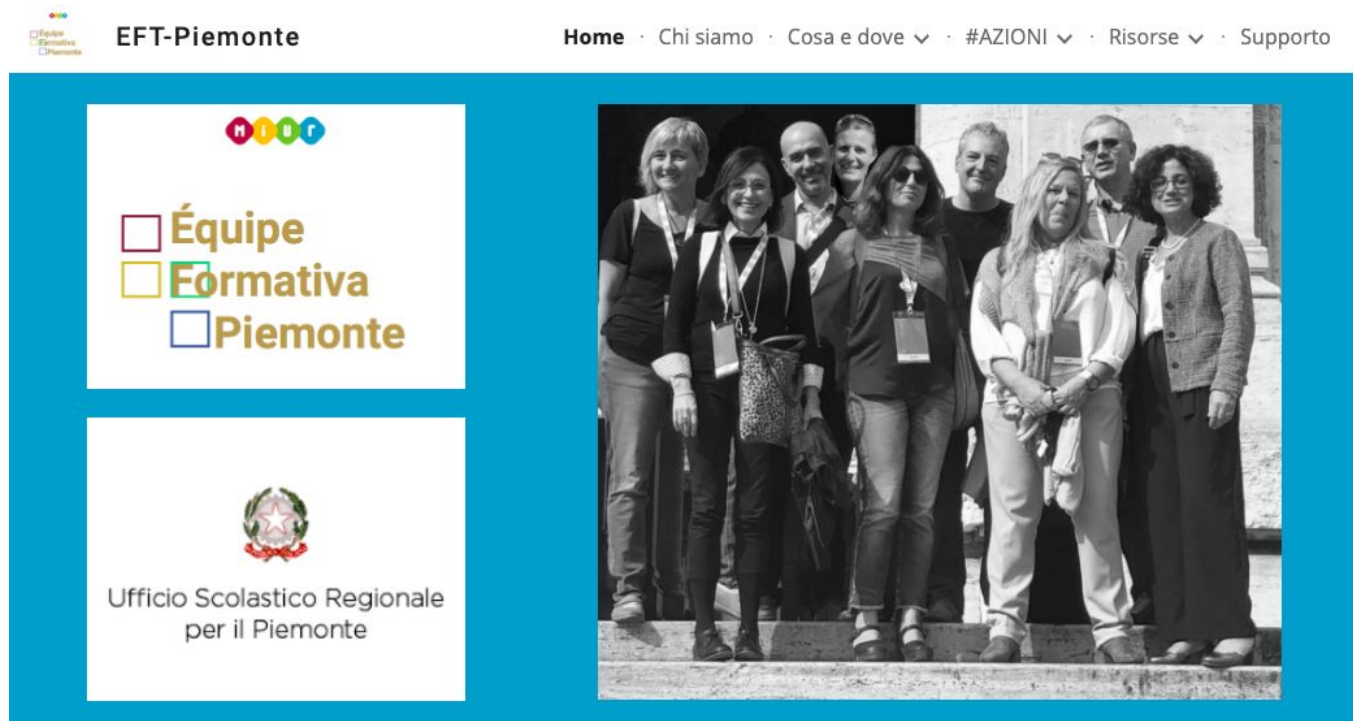 EFT-Piemonte
Home · Chi siamo · Cosa e dove · #AZIONI · Risorse · Supporto
MIUR
Équipe
Formativa
Piemonte
Ufficio Scolastico Regionale
per il Piemonte